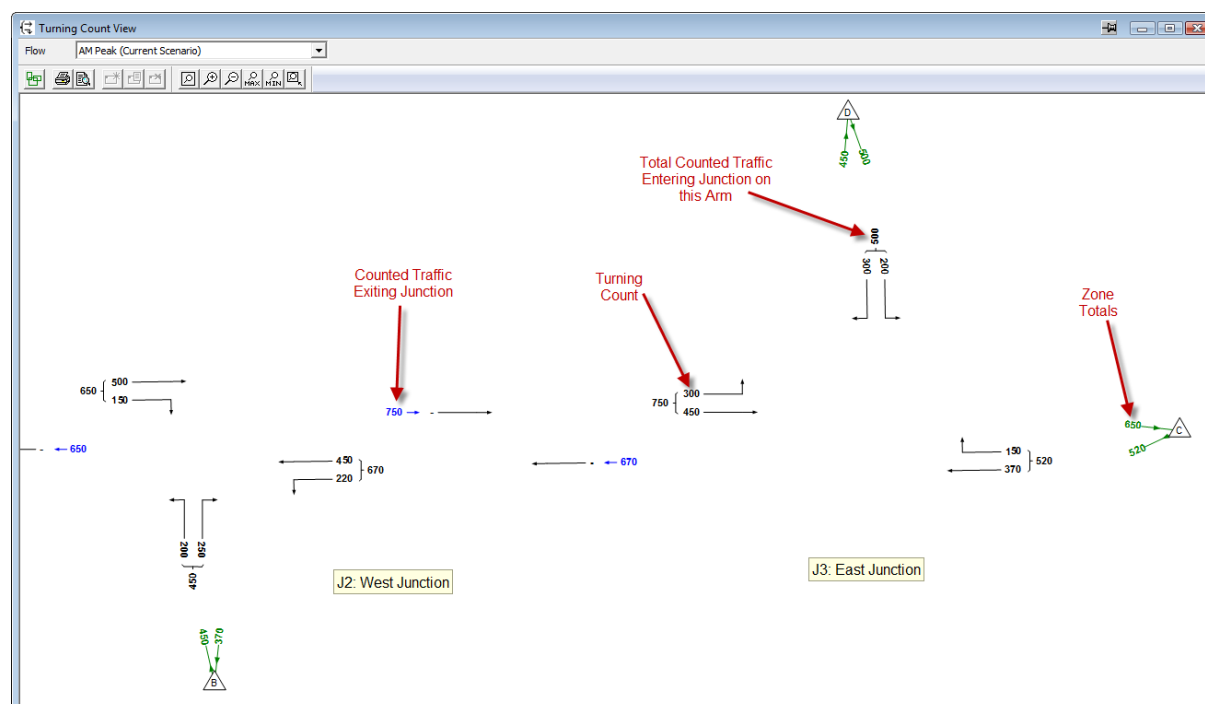 Turning Count View
Flow
AM Peak (Current Scenario)
MAX
MIN
D
450
500
Total Counted Traffic
Entering Junction on
this Arm
500
300
200
Counted Traffic
Exiting Junction
Turning
Count
Zone
Totals
650
500
150
750
750
300
450
650
520
C
650
450
220
670
670
150
370
520
200
250
450
J2: West Junction
J3: East Junction
450
370
B